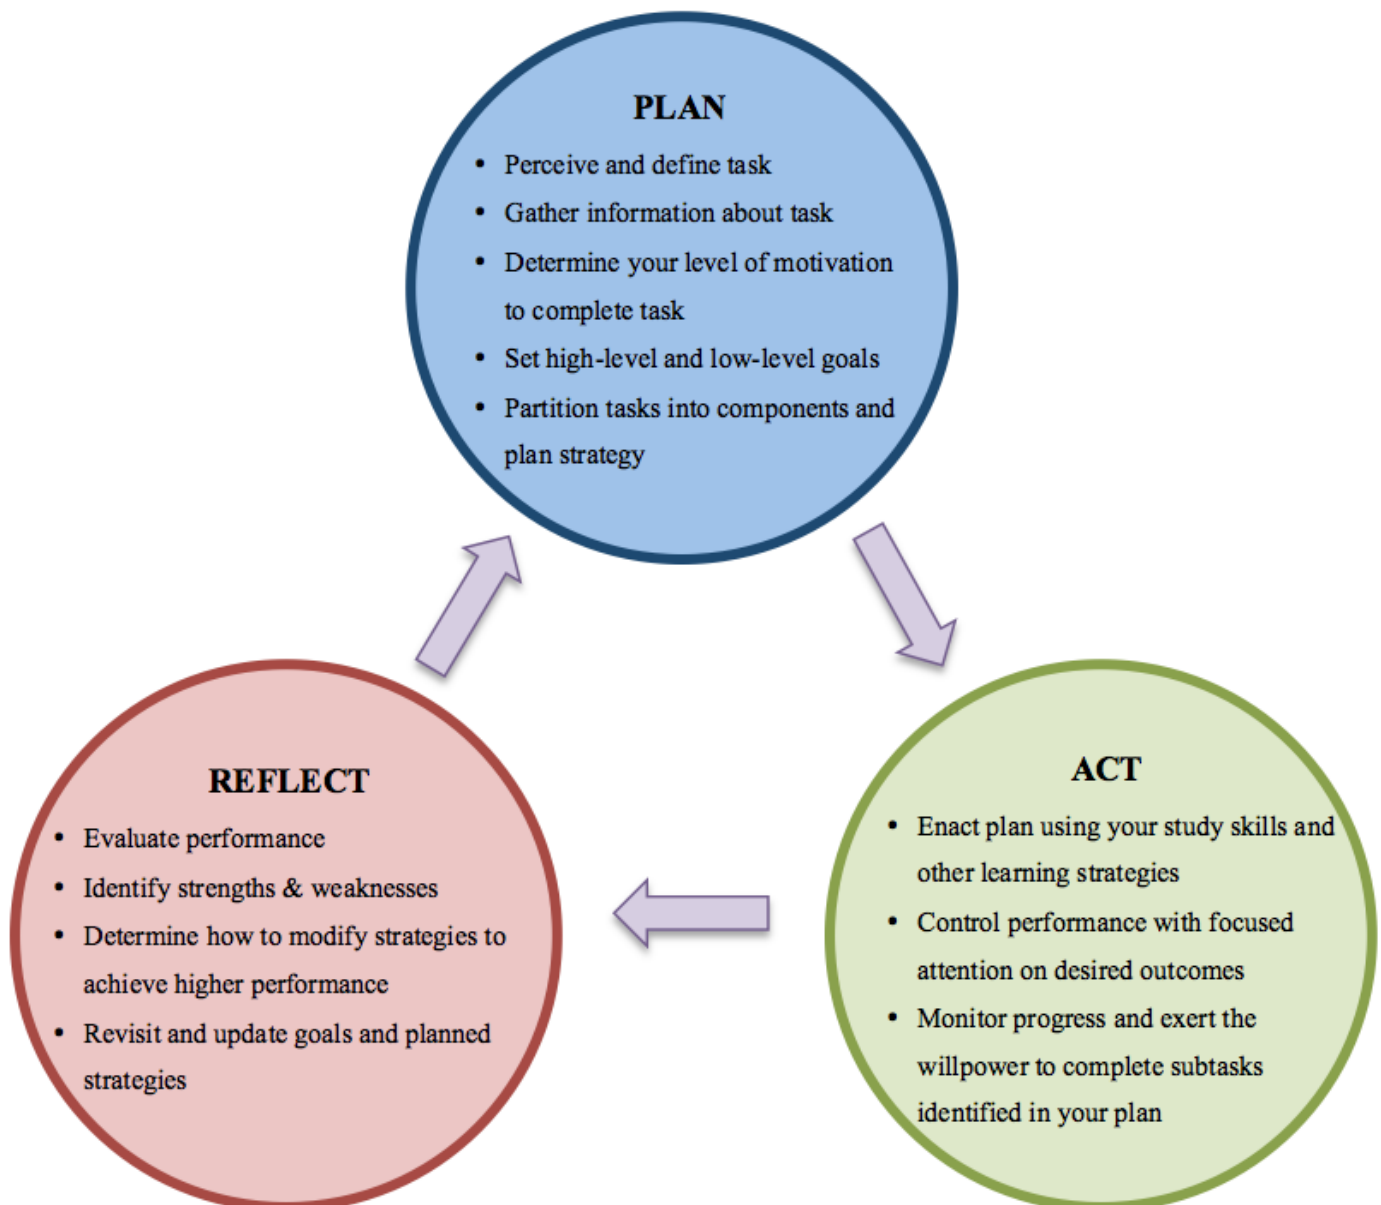 PLAN
• Perceive and define task
• Gather information about task
• Determine your level of motivation
to complete task
• Set high-level and low-level goals
• Partition tasks into components and
plan strategy
ACT
• Enact plan using your study skills and
other learning strategies
• Control performance with focused
attention on desired outcomes
• Monitor progress and exert the
willpower to complete subtasks
identified in your plan
REFLECT
• Evaluate performance
• Identify strengths & weaknesses
• Determine how to modify strategies to
achieve higher performance
• Revisit and update goals and planned
strategies